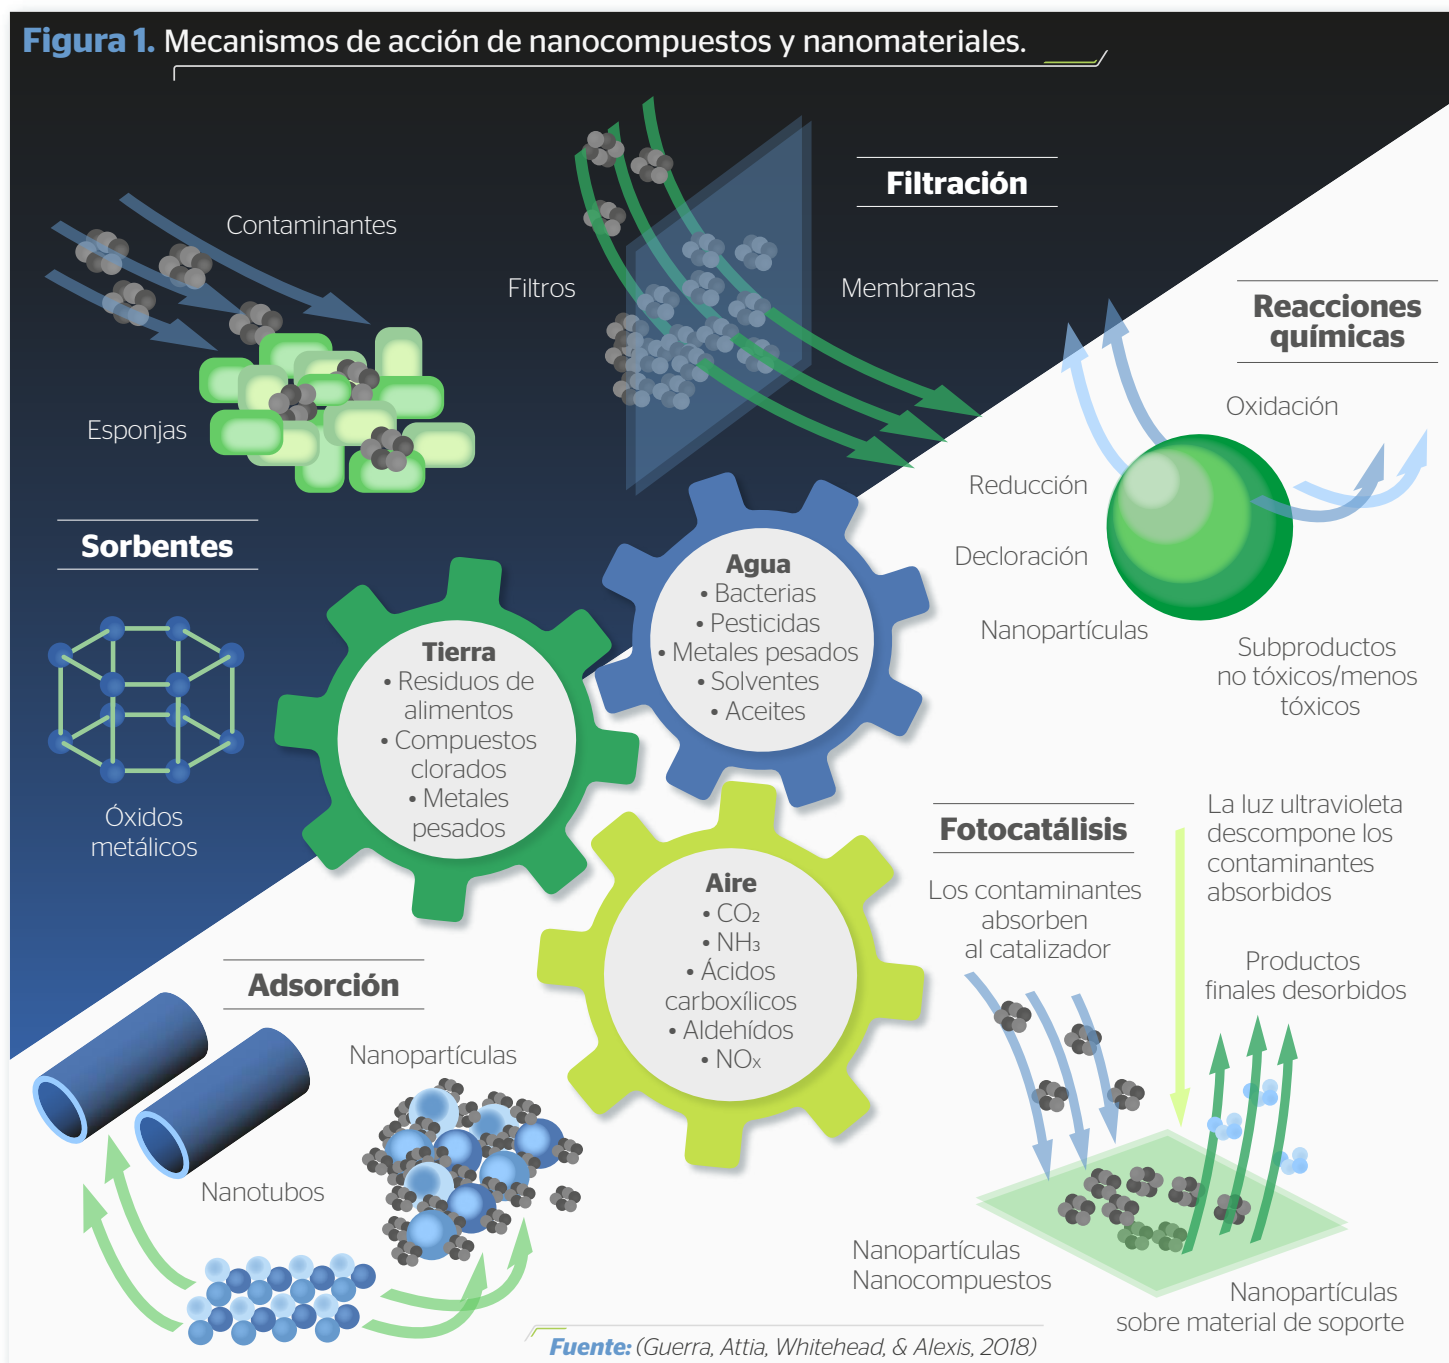 Figura 1. Mecanismos de acción de nanocompuestos y nanomateriales.
Contaminantes
Esponjas
Sorbentes
Óxidos
metálicos
Filtración
Filtros
Membranas
Reacciones
químicas
Oxidación
Reducción
Decloración
Nanopartículas
Subproductos
no tóxicos/menos
tóxicos
Agua
• Bacterias
• Pesticidas
• Metales pesados
• Solventes
• Aceites
Tierra
• Residuos de
alimentos
• Compuestos
clorados
• Metales
pesados
Aire
• CO₂
• NH₃
• Ácidos
carboxílicos
• Aldehídos
• NOx
Fotocatálisis
Los contaminantes
absorben
al catalizador
La luz ultravioleta
descompone los
contaminantes
absorbidos
Productos
finales desorbidos
Nanopartículas
Nanocompuestos
Nanopartículas
sobre material de soporte
Adsorción
Nanopartículas
Nanotubos
Fuente: (Guerra, Attia, Whitehead, & Alexis, 2018)